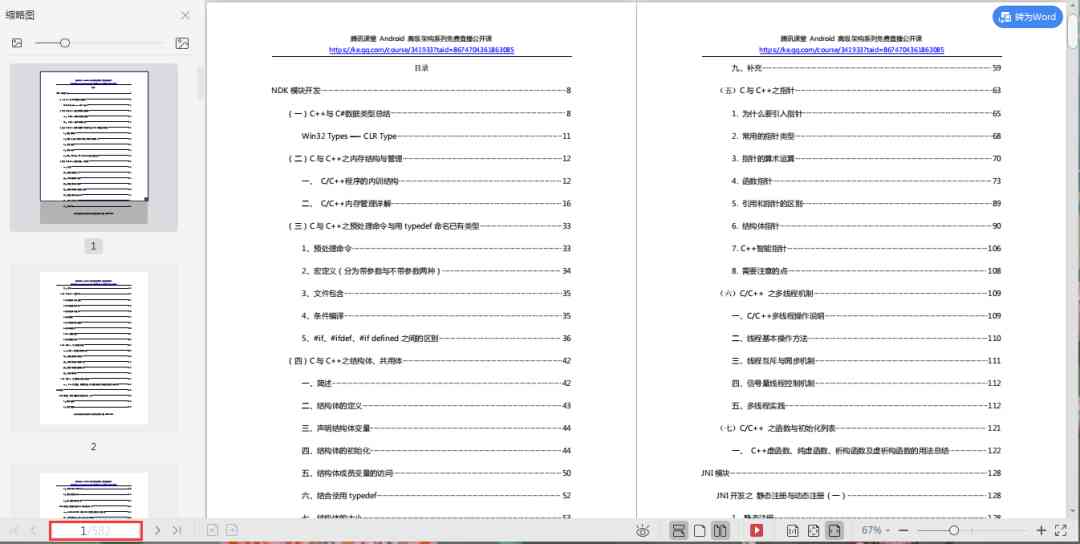 缩略图
转为Word
腾讯课堂 Android 高级架构系列免费直播公开课
https://ke.qq.com/course/341933?taid=8674704361863085
目录
NDK 模块开发 8
(一) C++与 C#数据类型总结 8
Win32 Types ---- CLR Type 11
(二) C 与 C++之内存结构与管理 12
一、 C/C++程序的内训结构 12
二、 C/C++内存管理详解 16
(三) C 与 C++之预处理命令与用 typedef 命名已有类型 33
1、预处理命令 33
2、宏定义 (分为带参数与不带参数两种) 34
3、文件包含 35
4、条件编译 35
5、#if、#ifdef、#if defined 之间的区别 36
(四) C 与 C++之结构体、共用体 42
一、简述 42
二、结构体的定义 43
三、声明结构体变量 44
四、结构体的初始化 44
五、结构体成员变量的访问 50
六、结合使用 typedef 52
七、结构体的大小 53
腾讯课堂 Android 高级架构系列免费直播公开课
https://ke.qq.com/course/341933?taid=8674704361863085
九、补充 59
(五) C 与 C++之指针 63
1. 为什么要引入指针 65
2. 常用的指针类型 68
3. 指针的算术运算 70
4. 函数指针 73
5. 引用和指针的区别 89
6. 结构体指针 90
7. C++智能指针 106
8. 需要注意的点 108
(六) C/C++ 之多线程机制 109
一、C/C++多线程操作说明 109
二、线程基本操作方法 110
三、线程互斥与同步机制 111
四、信号量线程控制机制 112
五、多线程实践 112
(七) C/C++ 之函数与初始化列表 121
一、 C++虚函数、纯虚函数、析构函数及虚析构函数的用法总结 122
JNI 模块 128
JNI 开发之 静态注册与动态注册 (一) 128
1、静态注册 128
1
2
1/582
67%